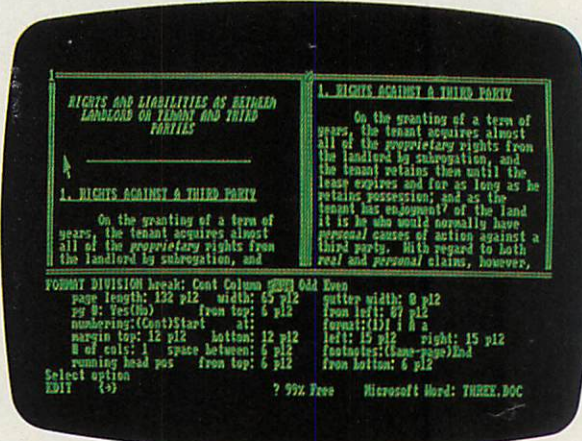 1
RIGHTS AND LIABILITIES AS BETWEEN
LANDLORD OR TENANT AND THIRD
PARTIES
1. RIGHTS AGAINST A THIRD PARTY
On the granting of a term of
years, the tenant acquires almost
all of the proprietary rights from
the landlord by subrogation, and
1. RIGHTS AGAINST A THIRD PARTY
On the granting of a term of
years, the tenant acquires almost
all of the proprietary rights from
the landlord by subrogation, and
the tenant retains them until the
lease expires and for as long as he
retains possession; and as the
tenant has enjoyment? of the land
it is he who would normally have
personal causes of action against a
third party. With regard to both
real and personal claims, however,
FORMAT DIVISION break: Cont Column Page Odd Even
page length: 132 p12 width: 65 p12 gutter width: 0 p12
pg #: Yes(No) from top: 6 p12 from left: 87 p12
numbering:(Cont)Start at: format:(1)I i A a
margin top: 12 p12 bottom: 12 p12 left: 15 p12 right: 15 p12
# of cols: 1 space between: 6 p12 footnotes:(Same-page)End
running head pos from top: 6 p12 from bottom: 6 p12
Select option
EDIT {→} ? 99% Free Microsoft Word: THREE.DOC